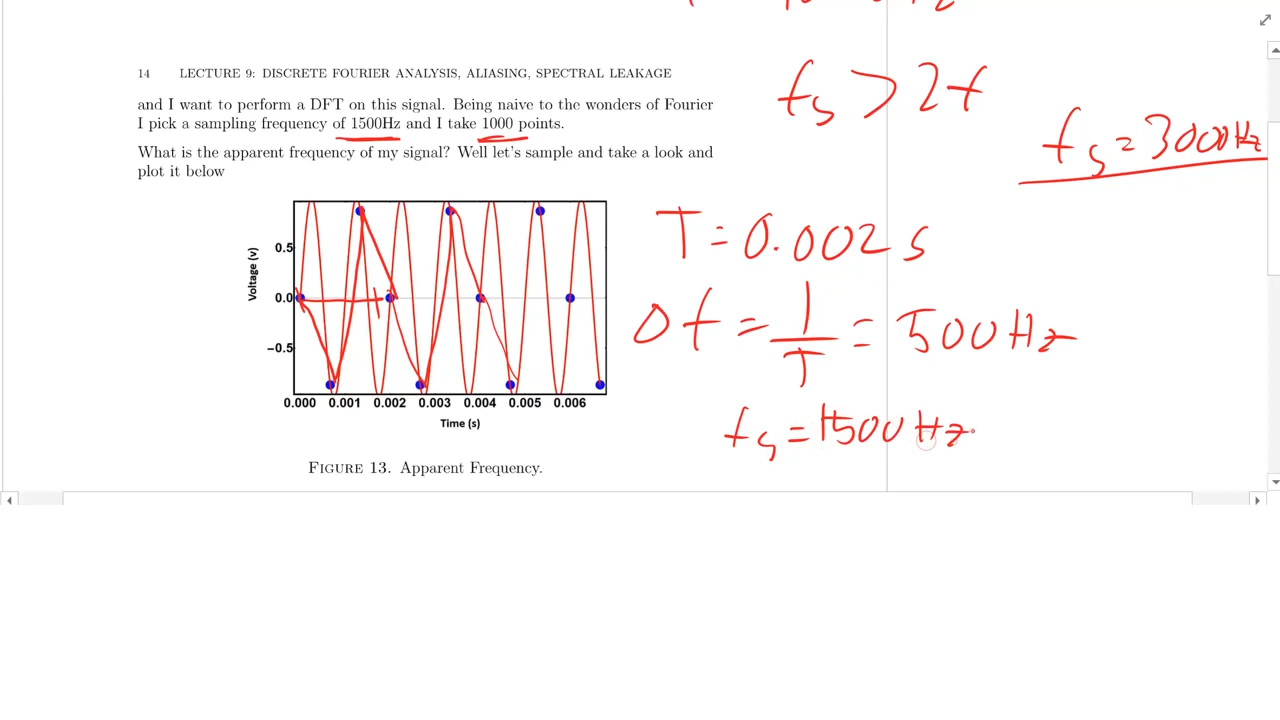 14 LECTURE 9: DISCRETE FOURIER ANALYSIS, ALIASING, SPECTRAL LEAKAGE
and I want to perform a DFT on this signal. Being naive to the wonders of Fourier
I pick a sampling frequency of 1500Hz and I take 1000 points.
What is the apparent frequency of my signal? Well let's sample and take a look and
plot it below
Voltage (v)
0.5
0.0
−0.5
0.000 0.001 0.002 0.003 0.004 0.005 0.006
Time (s)
FIGURE 13. Apparent Frequency.
fs > 2f
fs = 3000Hz
T = 0.002 s
Δf = 1/T = 500Hz
fs = 1500Hz